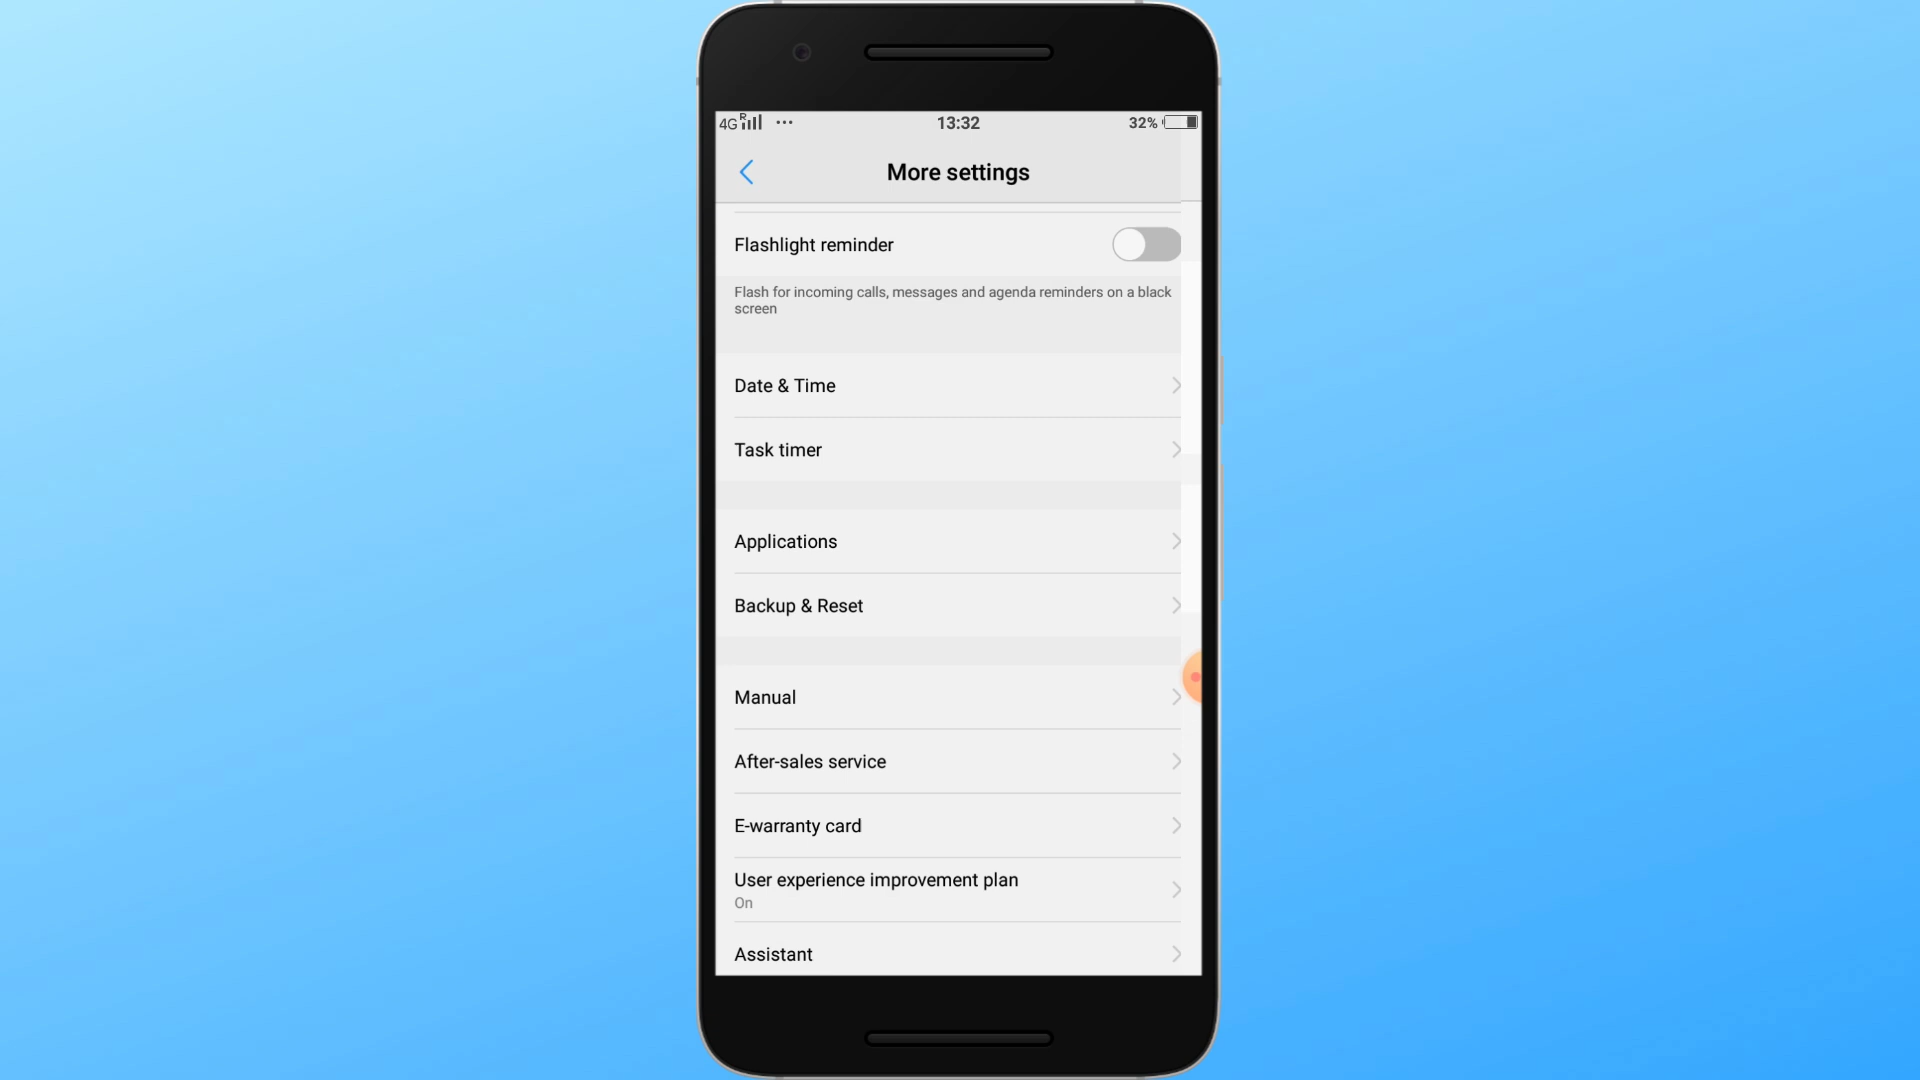 4G R ... 13:32 32%
More settings
Flashlight reminder
Flash for incoming calls, messages and agenda reminders on a black
screen
Date & Time
Task timer
Applications
Backup & Reset
Manual
After-sales service
E-warranty card
User experience improvement plan
On
Assistant